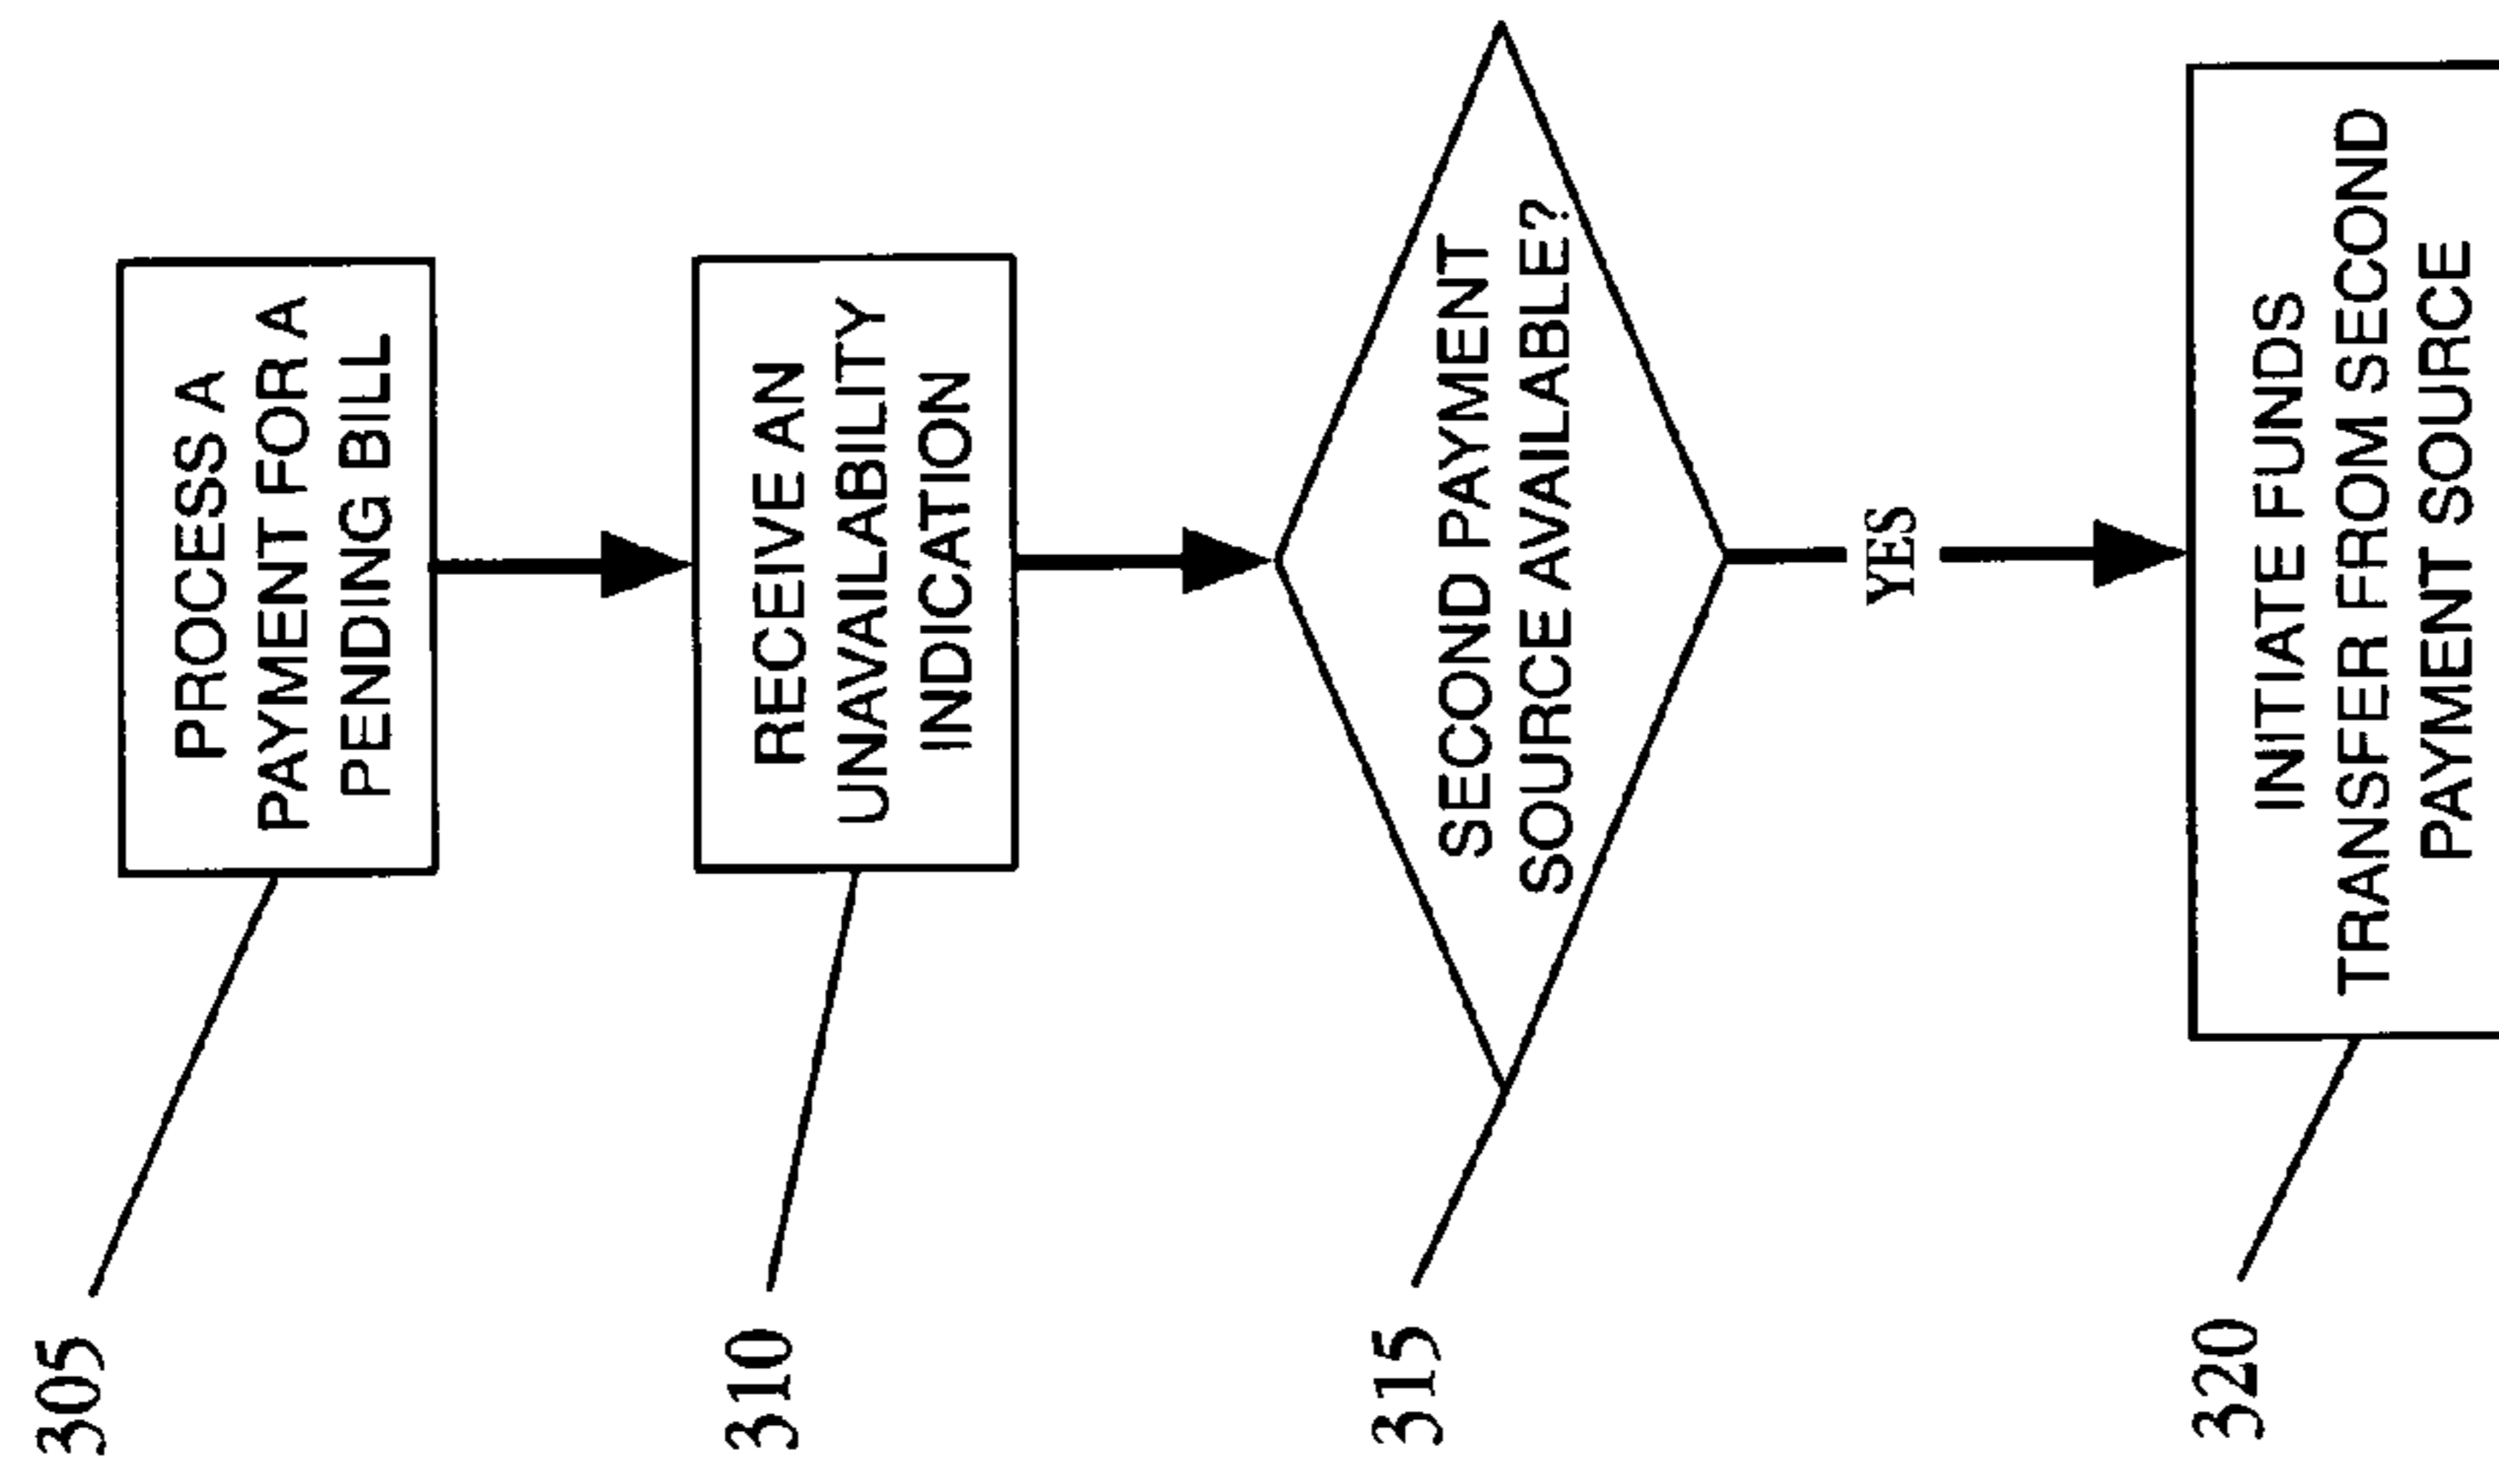 305
PROCESS A
PAYMENT FOR A
PENDING BILL
310
RECEIVE AN
UNAVAILABILITY
INDICATION
315
SECOND PAYMENT
SOURCE AVAILABLE?
YES
320
INITIATE FUNDS
TRANSFER FROM SECOND
PAYMENT SOURCE